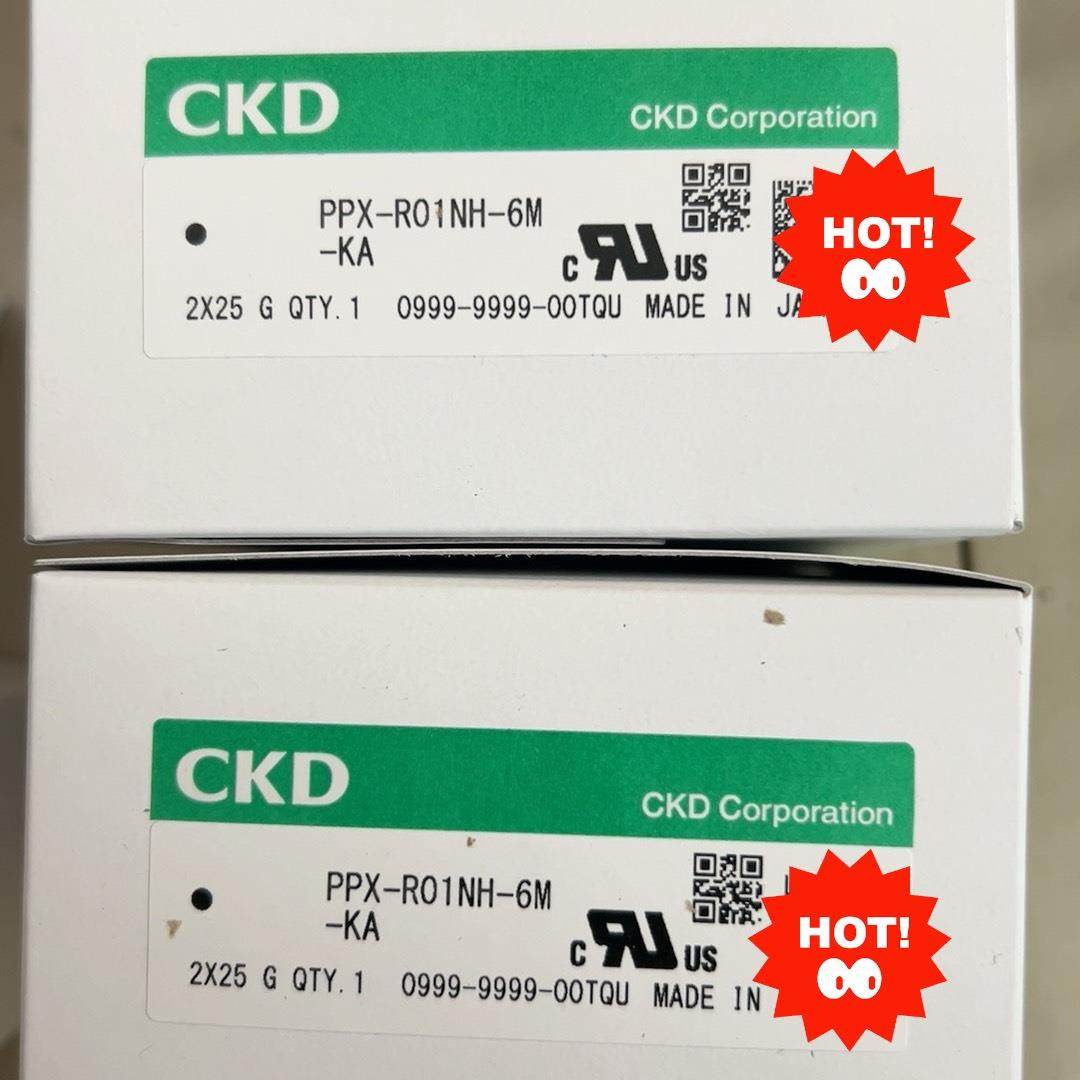 CKD
CKD Corporation
PPX-R01NH-6M
-KA
C US
2X25 G QTY.1 0999-9999-00TQU MADE IN
HOT!
CKD
CKD Corporation
PPX-R01NH-6M
-KA
C US
2X25 G QTY.1 0999-9999-00TQU MADE IN
HOT!